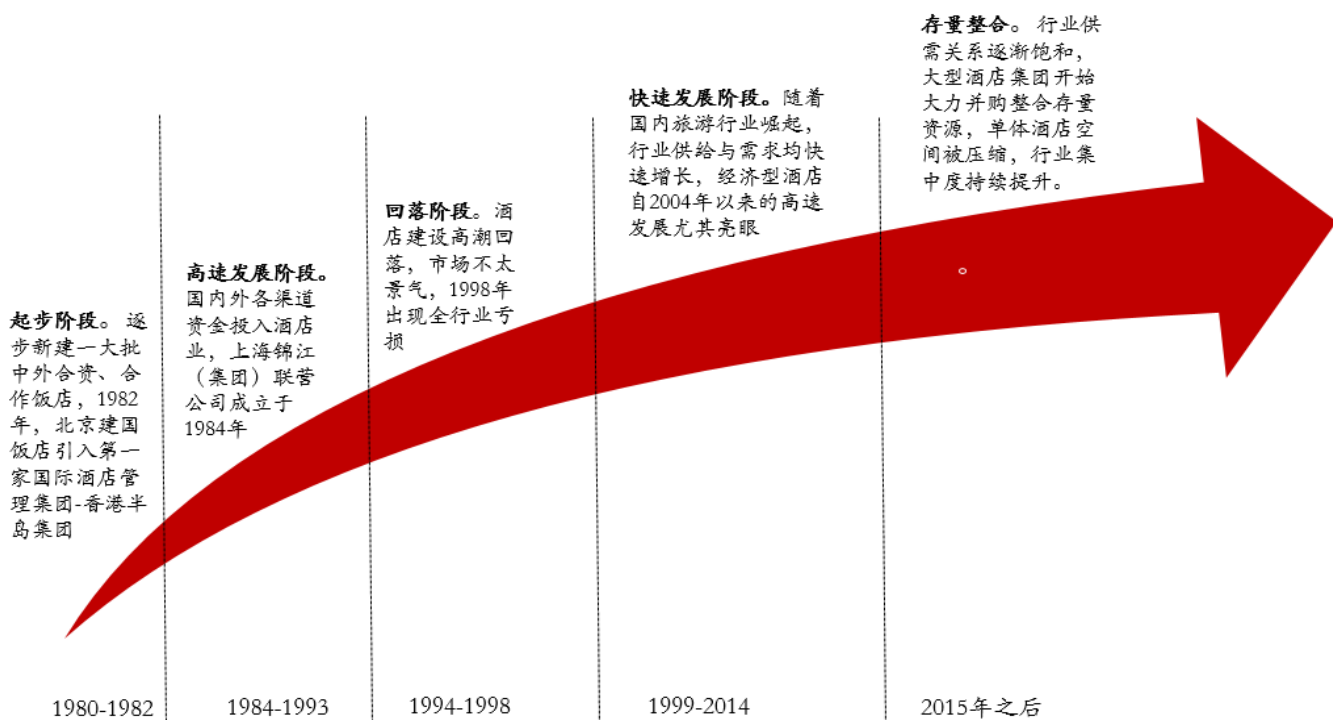 起步阶段。 逐
步新建一大批
中外合资、合
作饭店，1982
年，北京建国
饭店引入第一
家国际酒店管
理集团-香港半
岛集团
高速发展阶段。
国内外各渠道
资金投入酒店
业，上海锦江
（集团）联营
公司成立于
1984年
回落阶段。酒
店建设高潮回
落，市场不太
景气，1998年
出现全行业亏
损
快速发展阶段。随着
国内旅游行业崛起，
行业供给与需求均快
速增长，经济型酒店
自2004年以来的高速
发展尤其亮眼
存量整合。 行业供
需关系逐渐饱和，
大型酒店集团开始
大力并购整合存量
资源，单体酒店空
间被压缩，行业集
中度持续提升。
。
1980-1982
1984-1993
1994-1998
1999-2014
2015年之后